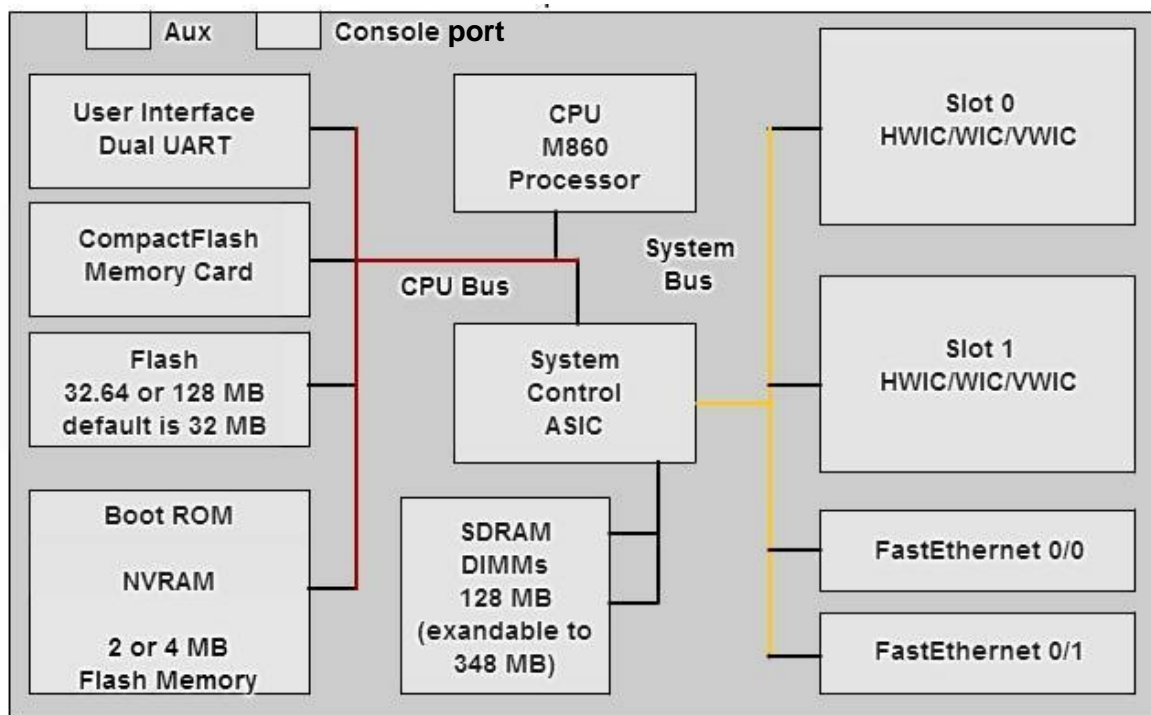 Aux
Console port
User Interface
Dual UART
CompactFlash
Memory Card
Flash
32.64 or 128 MB
default is 32 MB
Boot ROM
NVRAM
2 or 4 MB
Flash Memory
CPU
M860
Processor
CPU Bus
System
Bus
System
Control
ASIC
SDRAM
DIMMs
128 MB
(exandable to
348 MB)
Slot 0
HWIC/WIC/VWIC
Slot 1
HWIC/WIC/VWIC
FastEthernet 0/0
FastEthernet 0/1